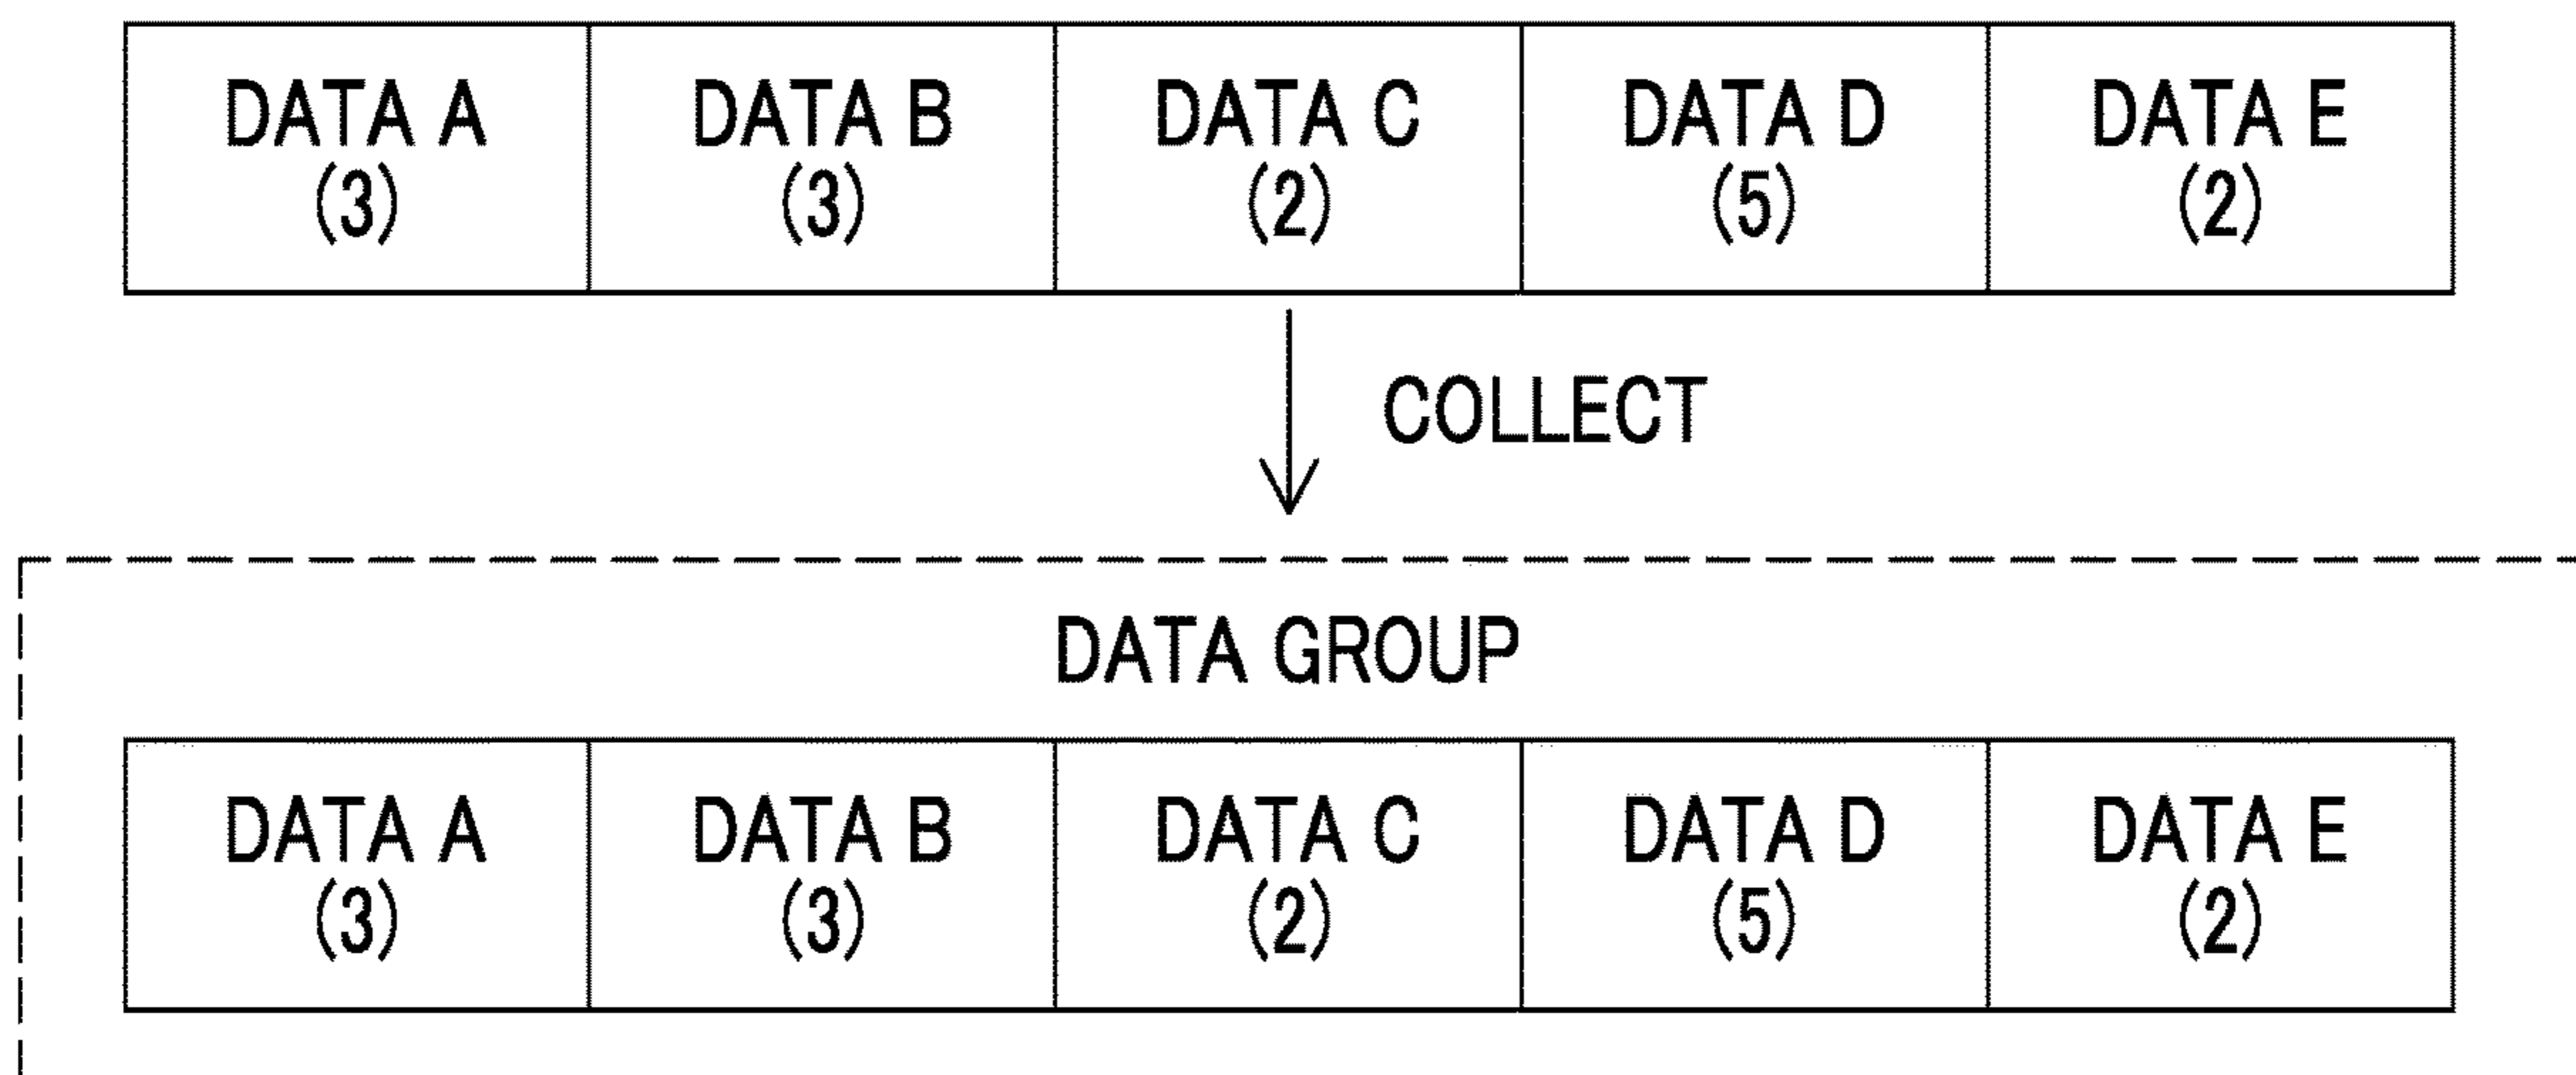 DATA A DATA B DATA C DATA D DATA E
(3) (3) (2) (5) (2)
COLLECT
DATA GROUP
DATA A DATA B DATA C DATA D DATA E
(3) (3) (2) (5) (2)